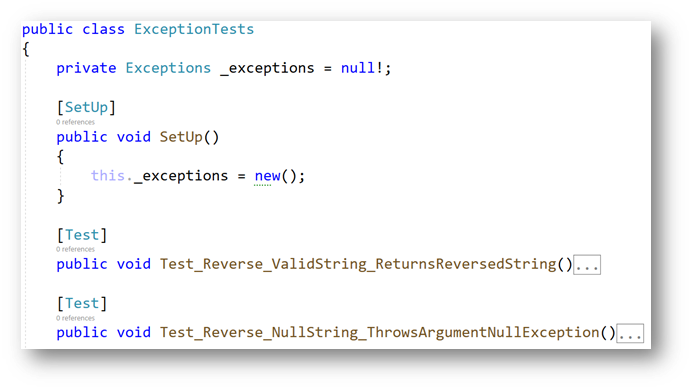 public class ExceptionTests
{
private Exceptions _exceptions = null!;
[SetUp]
0 references
public void SetUp()
{
this._exceptions = new();
}
[Test]
0 references
public void Test_Reverse_ValidString_ReturnsReversedString()...
[Test]
0 references
public void Test_Reverse_NullString_ThrowsArgumentNullException()...